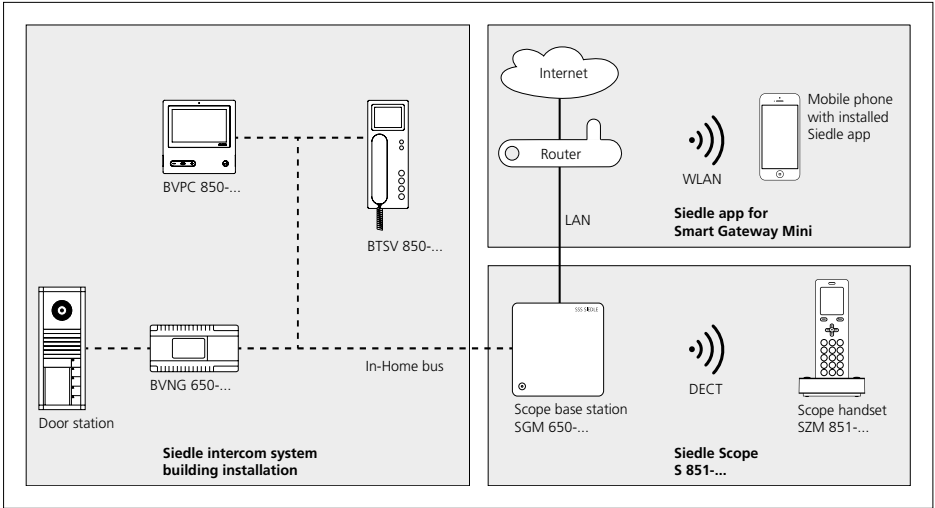 BVPC 850-...
BTSV 850-...
Door station
BVNG 650-...
In-Home bus
Siedle intercom system
building installation
Internet
Router
LAN
WLAN
Mobile phone
with installed
Siedle app
Siedle app for
Smart Gateway Mini
SSS SIEDLE
Scope base station
SGM 650-...
DECT
Scope handset
SZM 851-...
Siedle Scope
S 851-...